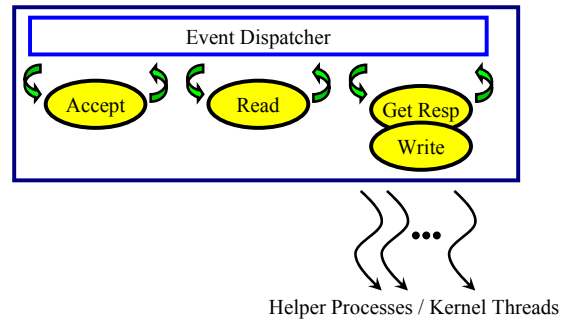 Event Dispatcher
Accept
Read
Get Resp
Write
Helper Processes / Kernel Threads